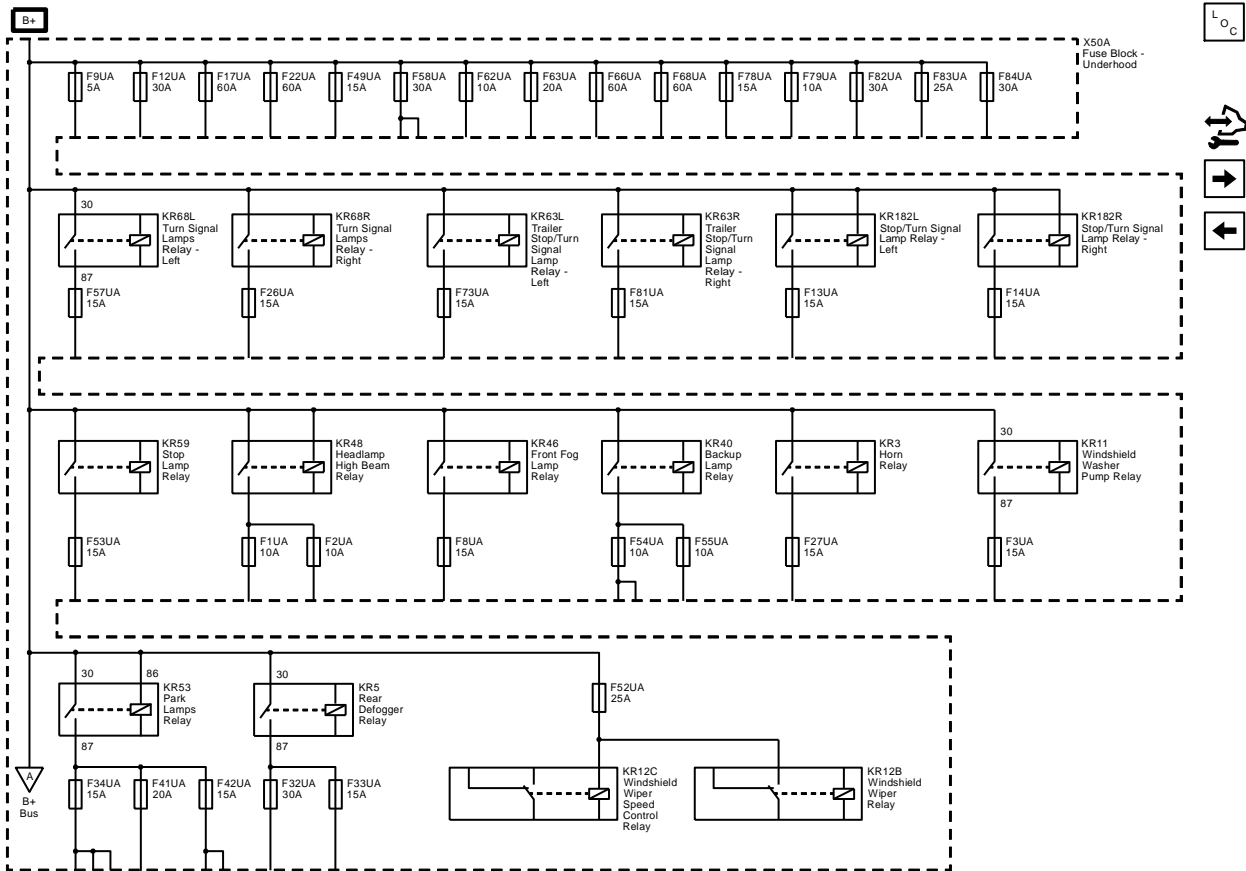 B+
L
O
C
X50A
Fuse Block -
Underhood
F9UA
5A
F12UA
30A
F17UA
60A
F22UA
60A
F49UA
15A
F58UA
30A
F62UA
10A
F63UA
20A
F66UA
60A
F68UA
60A
F78UA
15A
F79UA
10A
F82UA
30A
F83UA
25A
F84UA
30A
30
KR68L
Turn Signal
Lamps
Relay -
Left
87
KR68R
Turn Signal
Lamps
Relay -
Right
KR63L
Trailer
Stop/Turn
Signal
Lamp
Relay -
Left
KR63R
Trailer
Stop/Turn
Signal
Lamp
Relay -
Right
KR182L
Stop/Turn Signal
Lamp Relay -
Left
KR182R
Stop/Turn Signal
Lamp Relay -
Right
F57UA
15A
F26UA
15A
F73UA
15A
F81UA
15A
F13UA
15A
F14UA
15A
KR59
Stop
Lamp
Relay
KR48
Headlamp
High Beam
Relay
KR46
Front Fog
Lamp
Relay
KR40
Backup
Lamp
Relay
KR3
Horn
Relay
30
KR11
Windshield
Washer
Pump Relay
87
F53UA
15A
F1UA
10A
F2UA
10A
F8UA
15A
F54UA
10A
F55UA
10A
F27UA
15A
F3UA
15A
30
86
KR53
Park
Lamps
Relay
87
30
KR5
Rear
Defogger
Relay
87
F52UA
25A
A
B+
Bus
F34UA
15A
F41UA
20A
F42UA
15A
F32UA
30A
F33UA
15A
KR12C
Windshield
Wiper
Speed
Control
Relay
KR12B
Windshield
Wiper
Relay